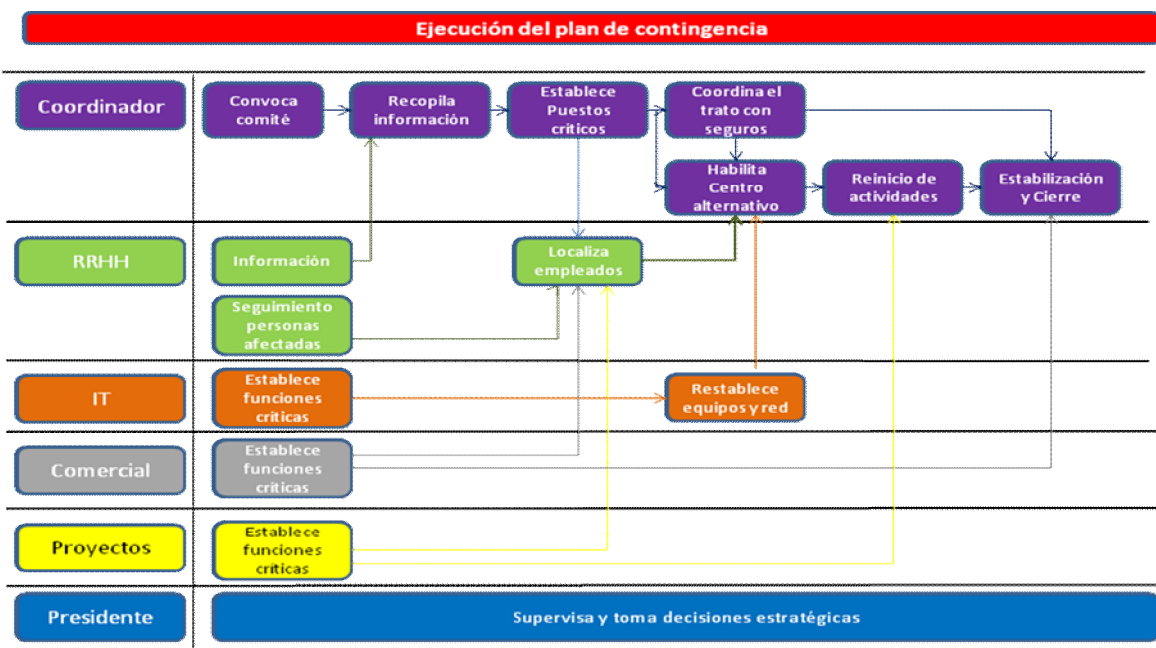 Ejecución del plan de contingencia
Coordinador
Convoca
comité
Recopila
información
Establece
Puestos
criticos
Coordina el
trato con
seguros
Habilita
Centro
alternativo
Reinicio de
actividades
Estabilización
y Cierre
RRHH
Información
Localiza
empleados
Seguimiento
personas
afectadas
IT
Establece
funciones
críticas
Restablece
equipos y red
Comercial
Establece
funciones
críticas
Proyectos
Establece
funciones
críticas
Presidente
Supervisa y toma decisiones estratégicas